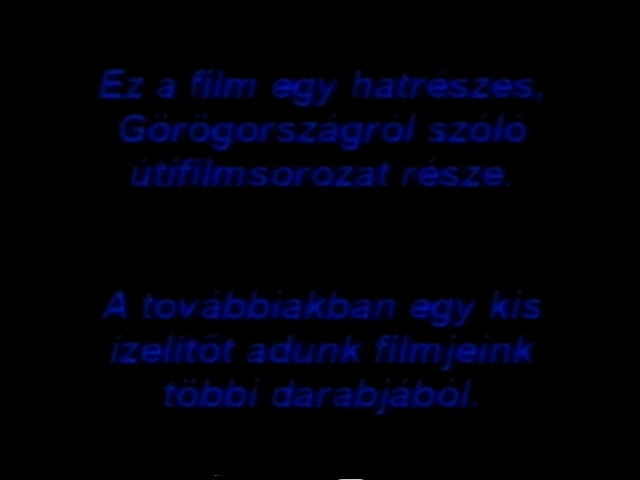 Ez a film egy hatrészes,
Görögországról szóló
útifilmsorozat része.
A továbbiakban egy kis
ízelítőt adunk filmjeink
többi darabjából.